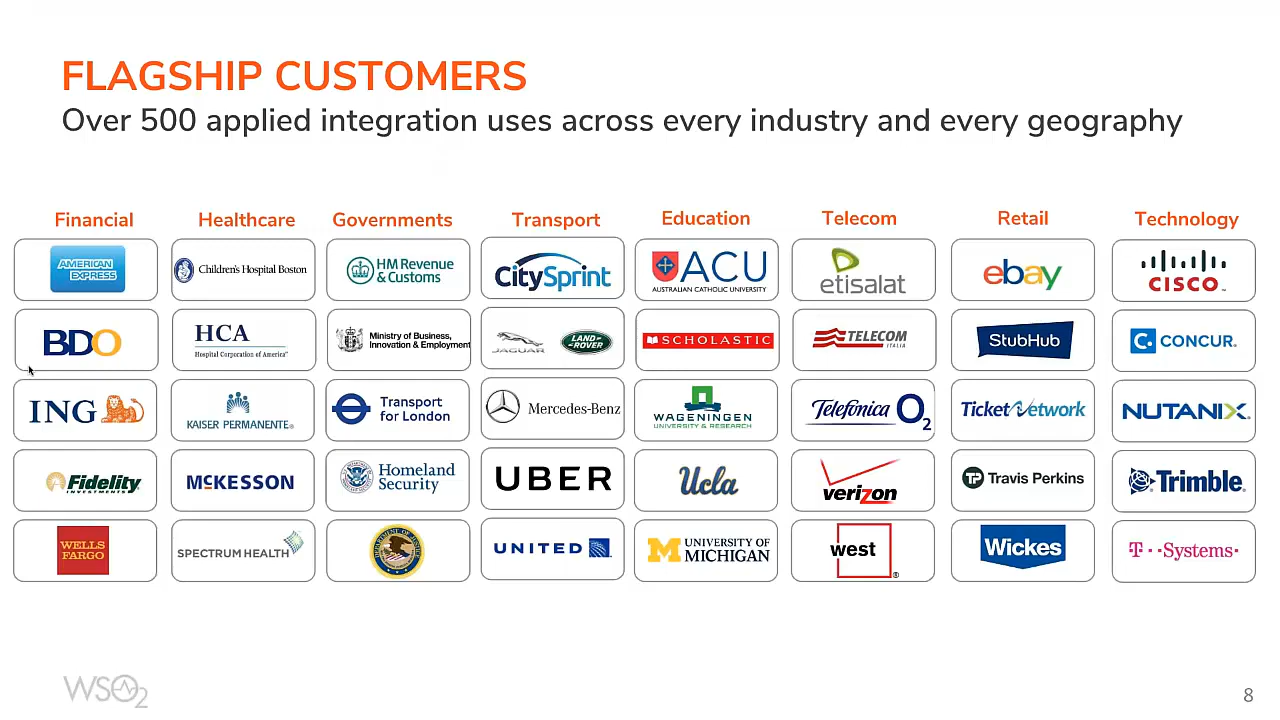 FLAGSHIP CUSTOMERS
Over 500 applied integration uses across every industry and every geography
Financial Healthcare Governments Transport Education Telecom Retail Technology
AMERICAN
EXPRESS
Children's Hospital Boston
HM Revenue
& Customs
CitySprint
ACU
AUSTRALIAN CATHOLIC UNIVERSITY
etisalat
ebay
CISCO
BDO
HCA
Hospital Corporation of America
Ministry of Business,
Innovation & Employment
JAGUAR
LAND-
ROVER
SCHOLASTIC
TELECOM
ITALIA
StubHub
C. CONCUR.
ING
KAISER PERMANENTE®
Transport
for London
Mercedes-Benz
WAGENINGEN
UNIVERSITY & RESEARCH
Telefónica O2
TicketNetwork
NUTANIX
Fidelity
INVESTMENTS
MCKESSON
Homeland
Security
UBER
Ucla
verizon
TP Travis Perkins
Trimble
WELLS
FARGO
SPECTRUM HEALTH
UNITED
M UNIVERSITY OF
MICHIGAN
west®
Wickes
T··Systems·
WSO2
8